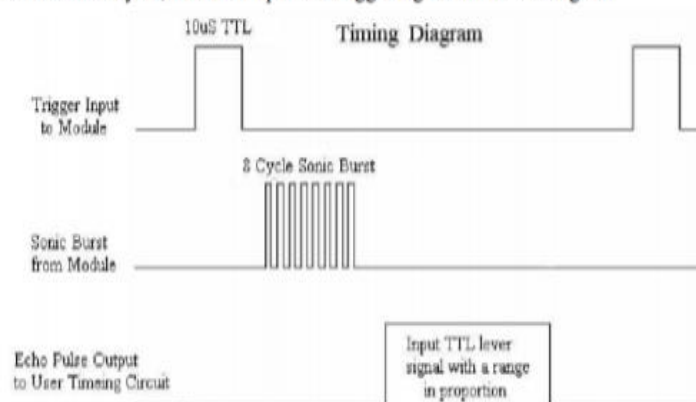 10uS TTL
Timing Diagram
Trigger Input
to Module
8 Cycle Sonic Burst
Sonic Burst
from Module
Echo Pulse Output
to User Timeing Circuit
Input TTL lever
signal with a range
in proportion